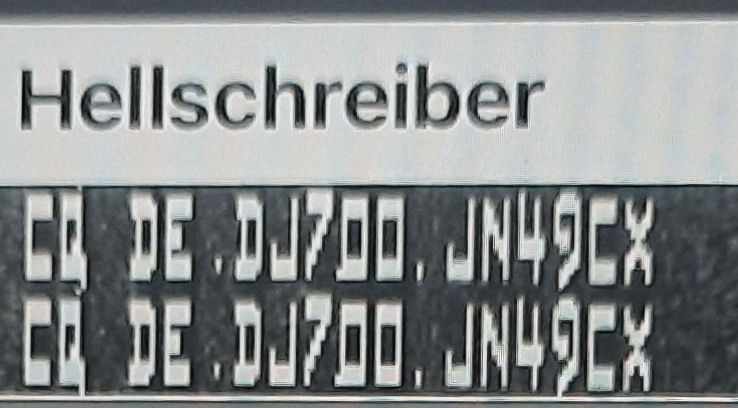 Hellschreiber
CQ DE .DJ7OO. JN49CX
CQ DE .DJ7OO. JN49CX